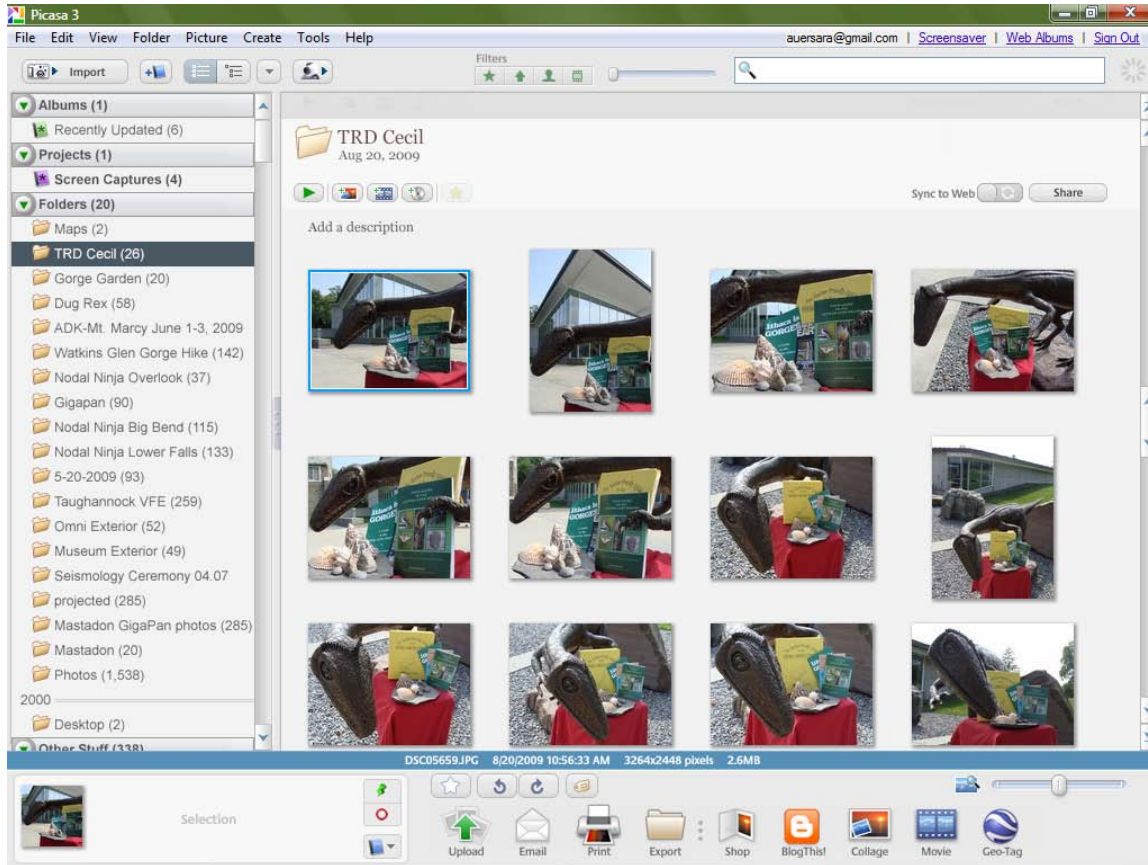 Picasa 3
File Edit View Folder Picture Create Tools Help
auersara@gmail.com | Screensaver | Web Albums | Sign Out
Import
Filters
Albums (1)
Recently Updated (6)
Projects (1)
Screen Captures (4)
Folders (20)
Maps (2)
TRD Cecil (26)
Gorge Garden (20)
Dug Rex (58)
ADK-Mt. Marcy June 1-3, 2009
Watkins Glen Gorge Hike (142)
Nodal Ninja Overlook (37)
Gigapan (90)
Nodal Ninja Big Bend (115)
Nodal Ninja Lower Falls (133)
5-20-2009 (93)
Taughannock VFE (259)
Omni Exterior (52)
Museum Exterior (49)
Seismology Ceremony 04.07
projected (285)
Mastadon GigaPan photos (285)
Mastadon (20)
Photos (1,538)
2000
Desktop (2)
Other Stuff (338)
TRD Cecil
Aug 20, 2009
Sync to Web
Share
Add a description
Ithaca is
GORGES
DSC05659.JPG 8/20/2009 10:56:33 AM 3264x2448 pixels 2.6MB
Selection
Upload Email Print Export Shop BlogThis! Collage Movie Geo-Tag